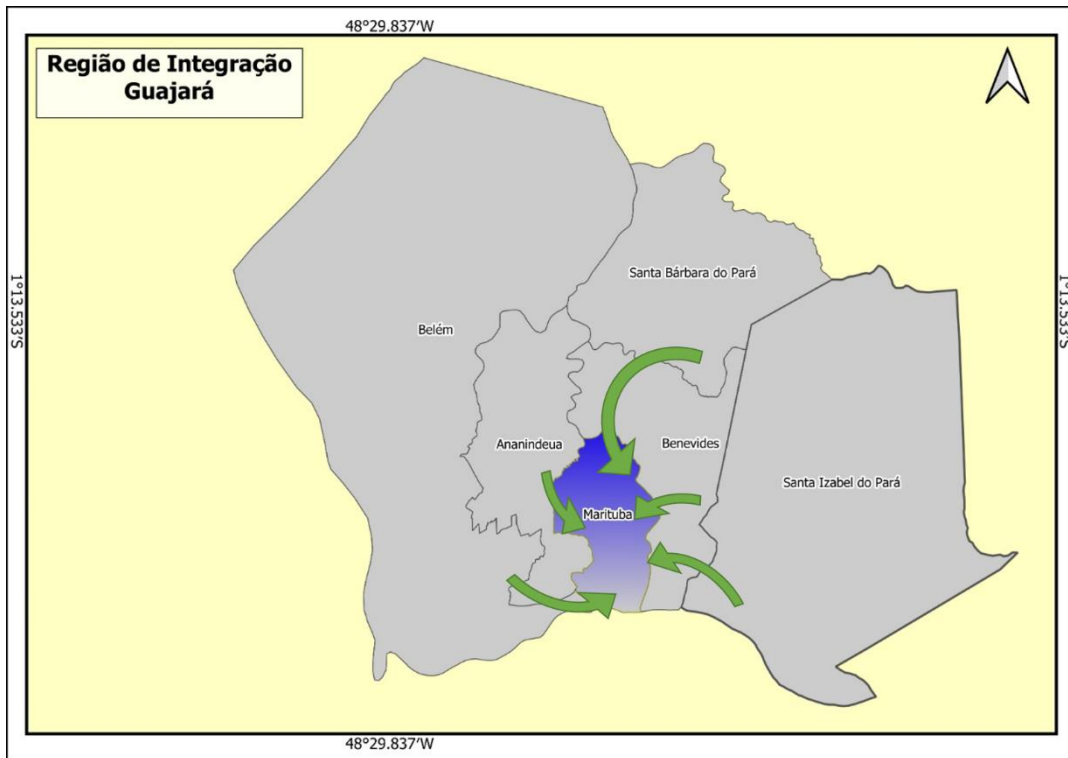 48°29.837'W
Região de Integração
Guajará
Santa Bárbara do Pará
1°13.533'S
1°13.533'S
Belém
Ananindeua
Benevides
Santa Izabel do Pará
Marituba
48°29.837'W